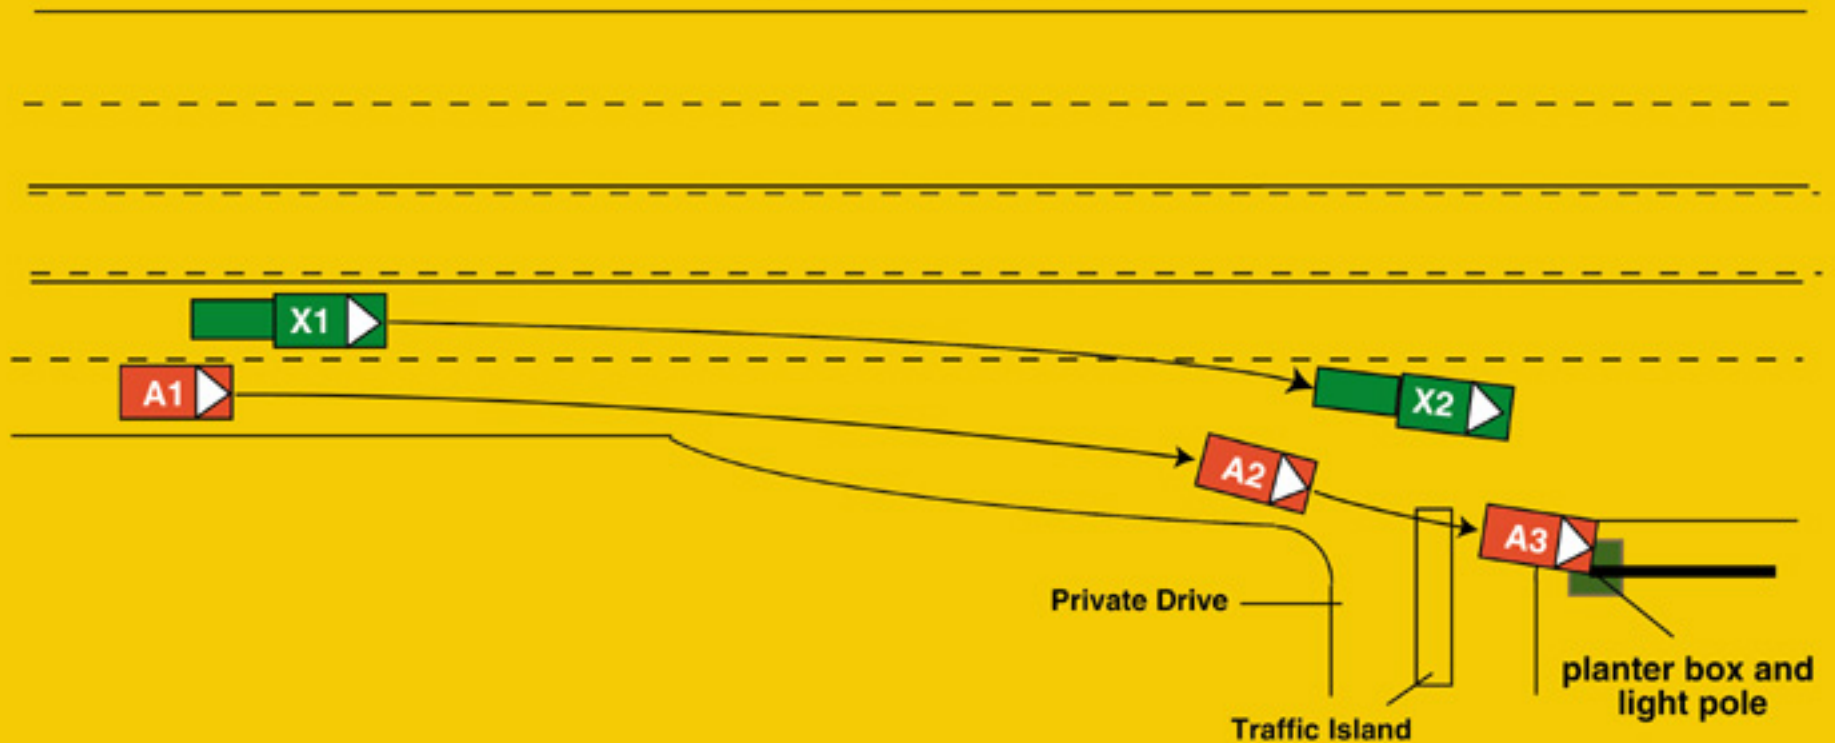 X1
A1
X2
A2
A3
Private Drive
planter box and
light pole
Traffic Island